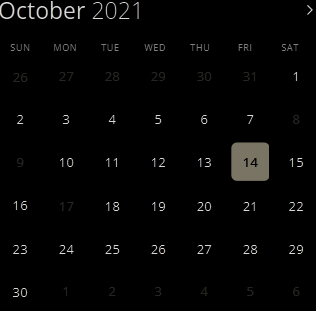 October 2021
SUN MON TUE WED THU FRI SAT
26 27 28 29 30 31 1
2 3 4 5 6 7 8
9 10 11 12 13 14 15
16 17 18 19 20 21 22
23 24 25 26 27 28 29
30 1 2 3 4 5 6